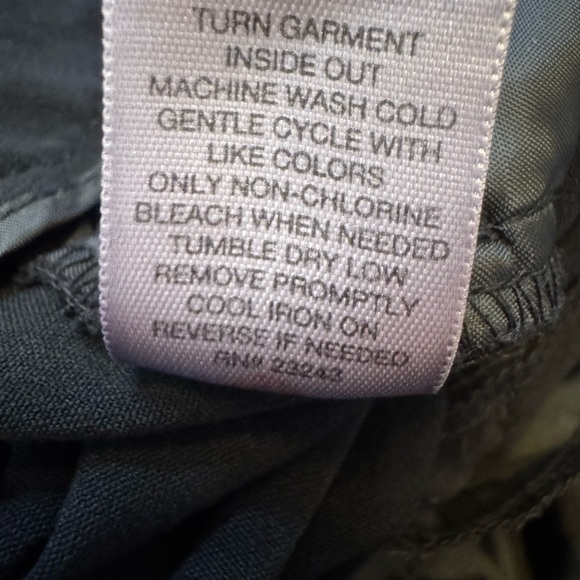 TURN GARMENT
INSIDE OUT
MACHINE WASH COLD
GENTLE CYCLE WITH
LIKE COLORS
ONLY NON-CHLORINE
BLEACH WHEN NEEDED
TUMBLE DRY LOW
REMOVE PROMPTLY
COOL IRON ON
REVERSE IF NEEDED
RN# 23243